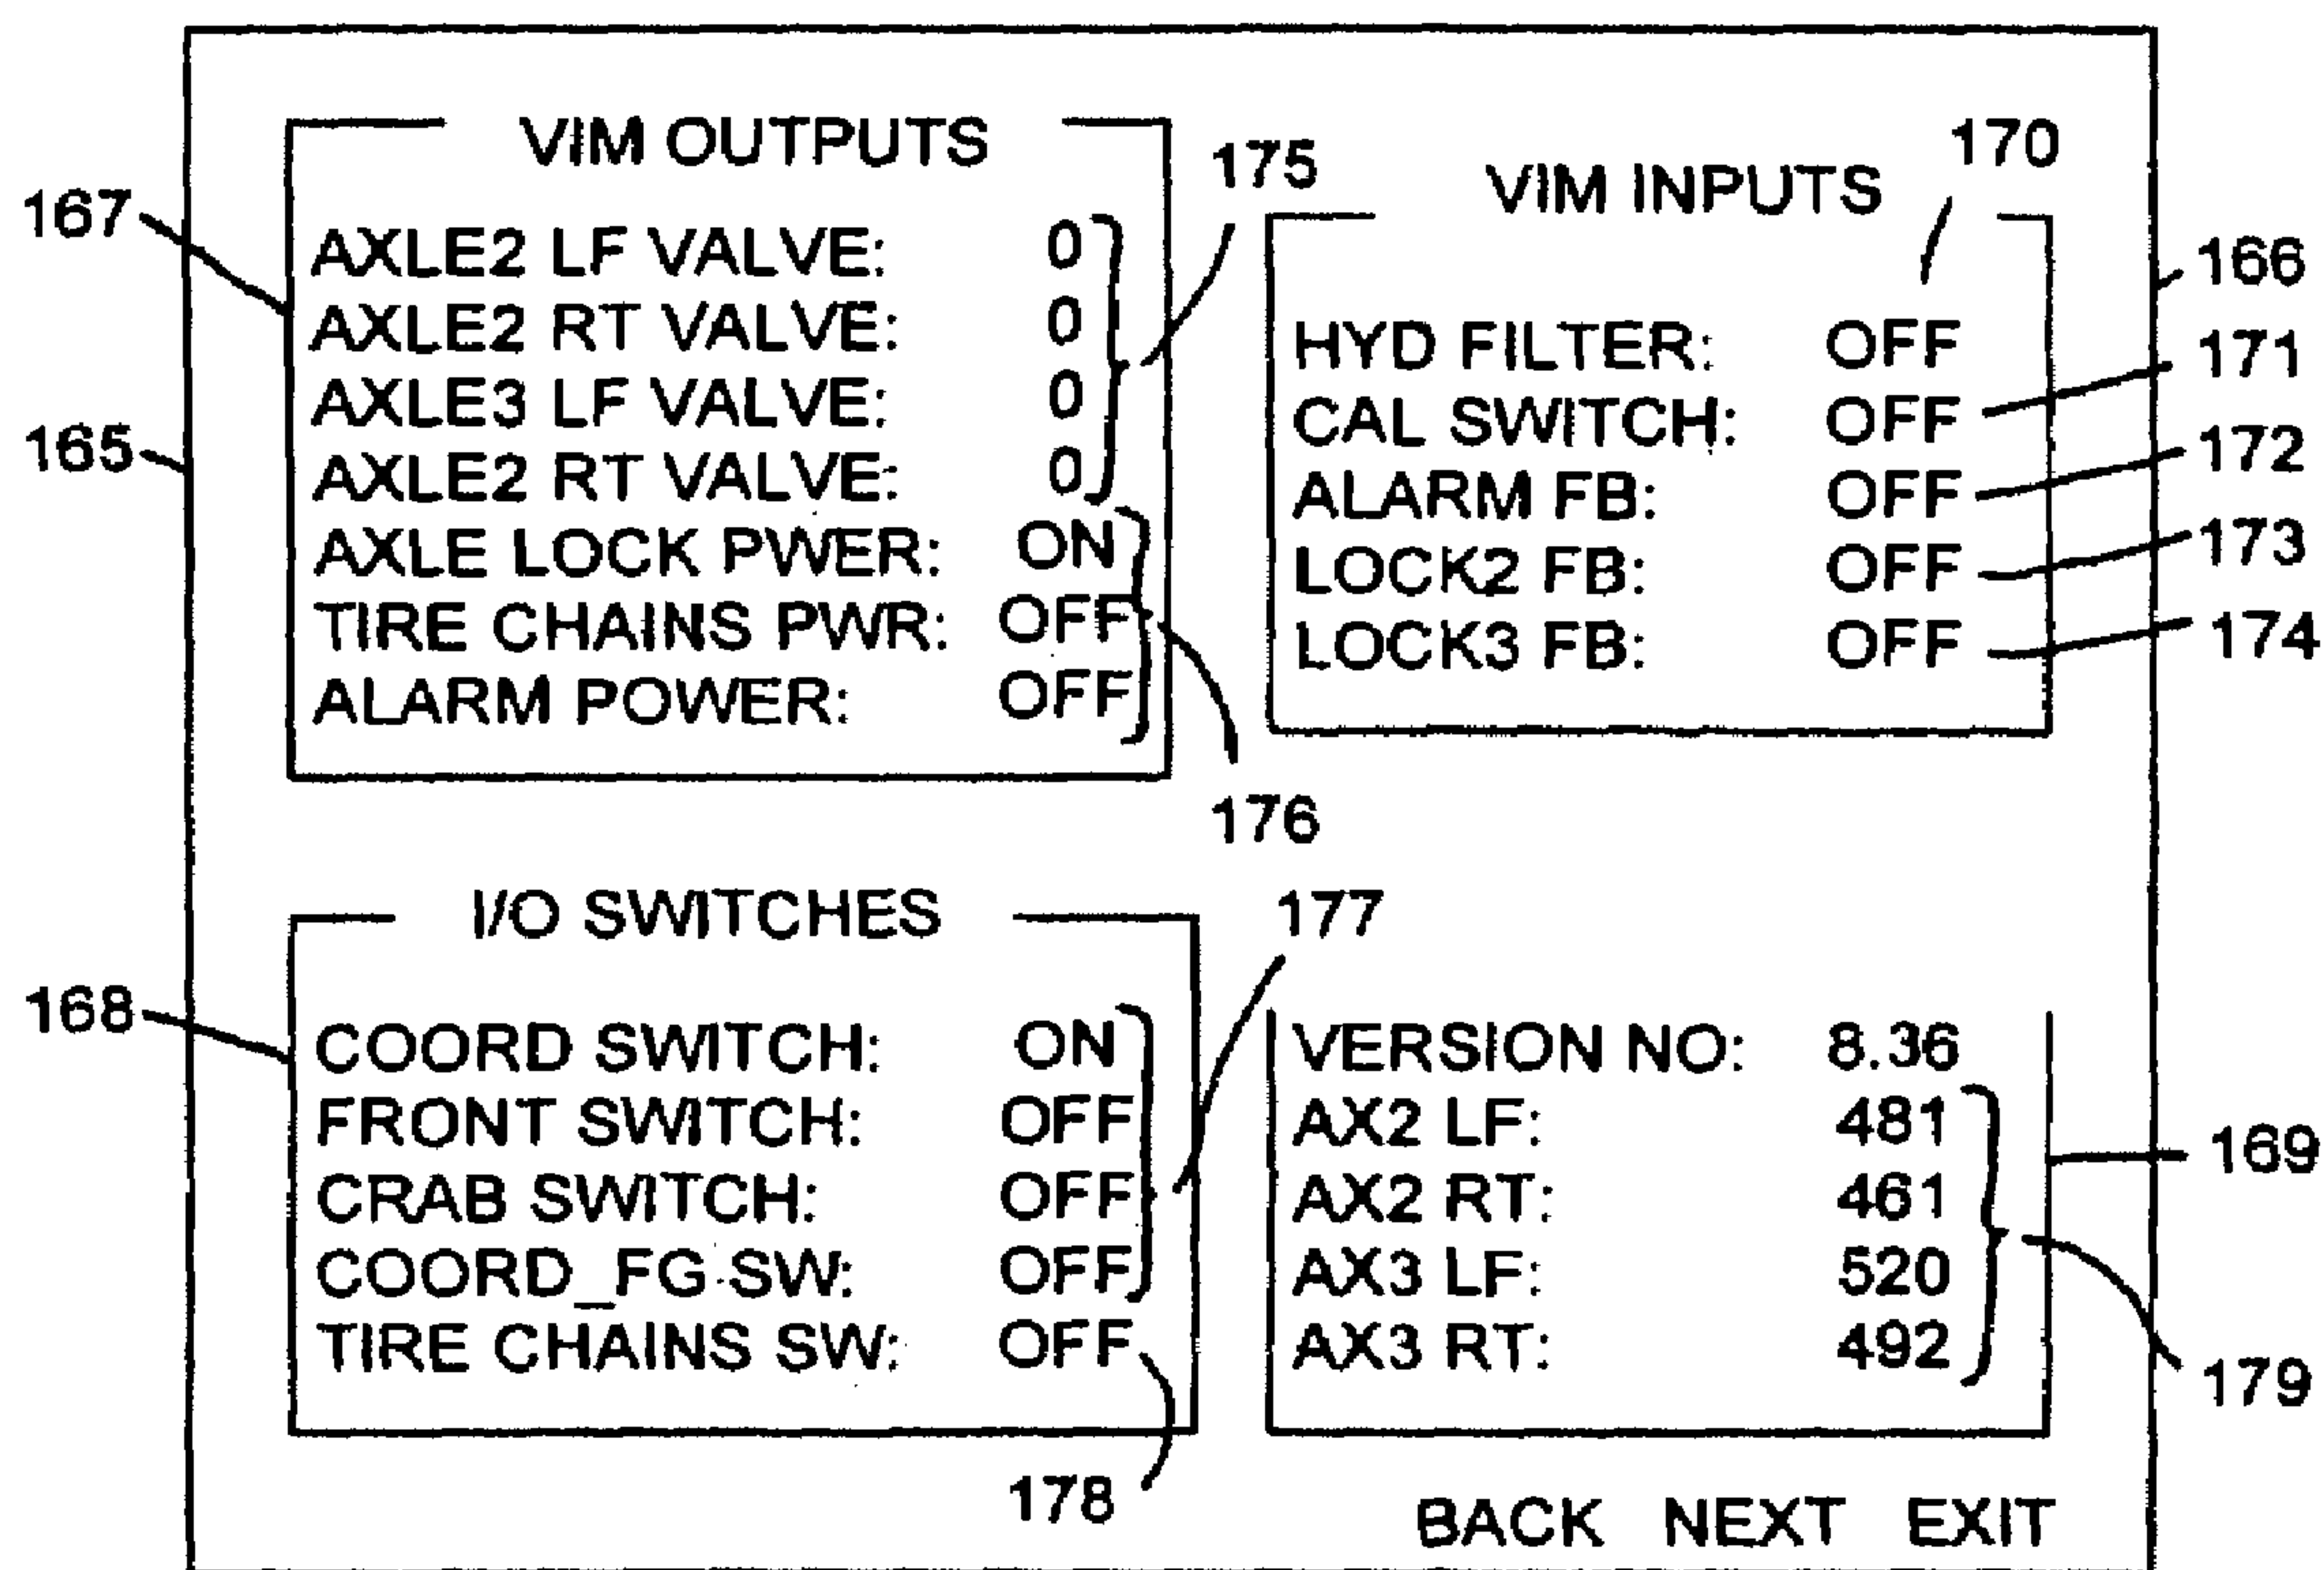 VIM OUTPUTS
AXLE2 LF VALVE: 0
AXLE2 RT VALVE: 0
AXLE3 LF VALVE: 0
AXLE2 RT VALVE: 0
AXLE LOCK PWER: ON
TIRE CHAINS PWR: OFF
ALARM POWER: OFF
167
165
175
176
VIM INPUTS
HYD FILTER: OFF
CAL SWITCH: OFF
ALARM FB: OFF
LOCK2 FB: OFF
LOCK3 FB: OFF
170
166
171
172
173
174
I/O SWITCHES
COORD SWITCH: ON
FRONT SWITCH: OFF
CRAB SWITCH: OFF
COORD_FG SW: OFF
TIRE CHAINS SW: OFF
168
177
178
VERSION NO: 8.36
AX2 LF: 481
AX2 RT: 461
AX3 LF: 520
AX3 RT: 492
169
179
BACK NEXT EXIT